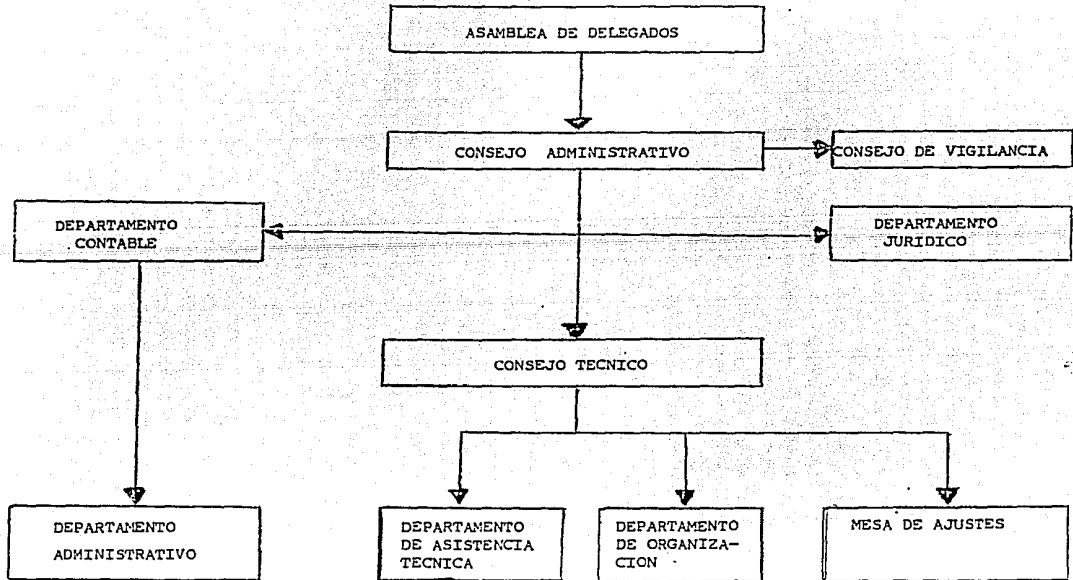 ASAMBLEA DE DELEGADOS
CONSEJO ADMINISTRATIVO
CONSEJO DE VIGILANCIA
DEPARTAMENTO
CONTABLE
DEPARTAMENTO
JURIDICO
CONSEJO TECNICO
DEPARTAMENTO
ADMINISTRATIVO
DEPARTAMENTO
DE ASISTENCIA
TECNICA
DEPARTAMENTO
DE ORGANIZA-
CION
MESA DE AJUSTES